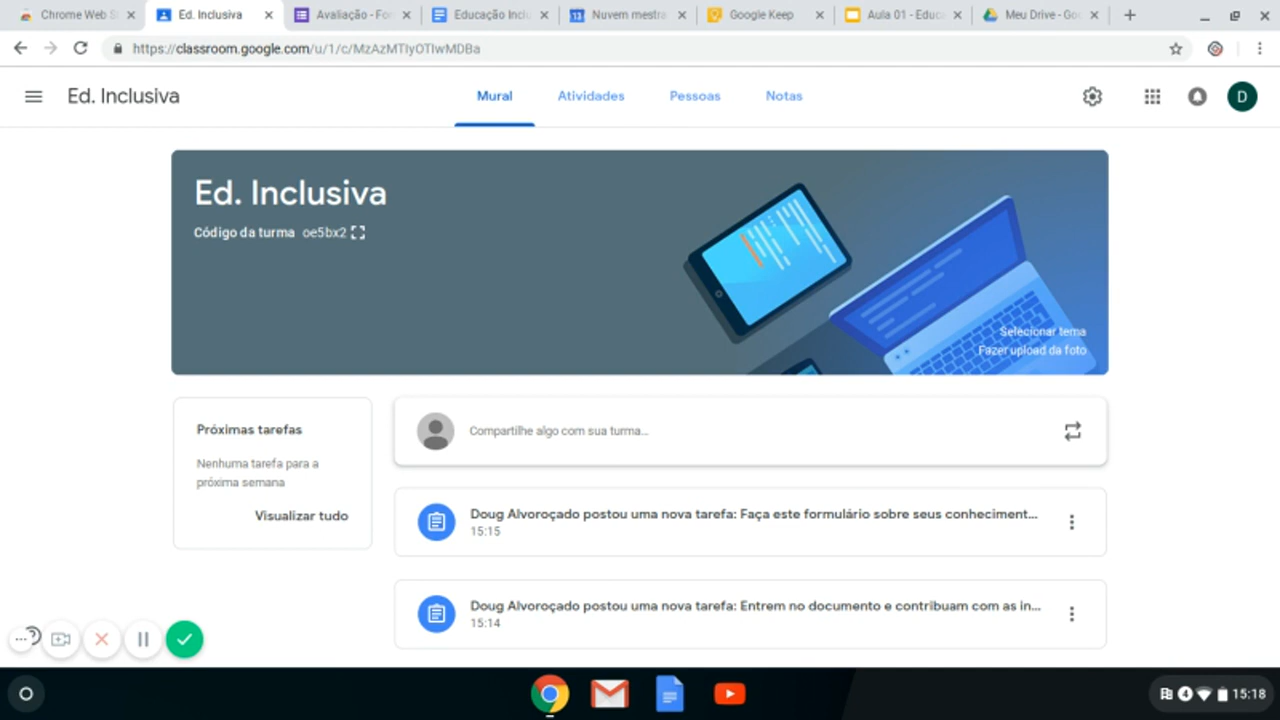 Chrome Web S
Ed. Inclusiva
Avaliação - Fo
Educação Inclu
Nuvem mestra
Google Keep
Aula 01 - Educ
Meu Drive - Go
https://classroom.google.com/u/1/c/MzAzMTIyOTIwMDBa
Ed. Inclusiva
Mural
Atividades
Pessoas
Notas
D
Ed. Inclusiva
Código da turma oe5bx2
Selecionar tema
Fazer upload da foto
Próximas tarefas
Nenhuma tarefa para a
próxima semana
Visualizar tudo
Compartilhe algo com sua turma...
Doug Alvoroçado postou uma nova tarefa: Faça este formulário sobre seus conheciment...
15:15
Doug Alvoroçado postou uma nova tarefa: Entrem no documento e contribuam com as in...
15:14
4
15:18